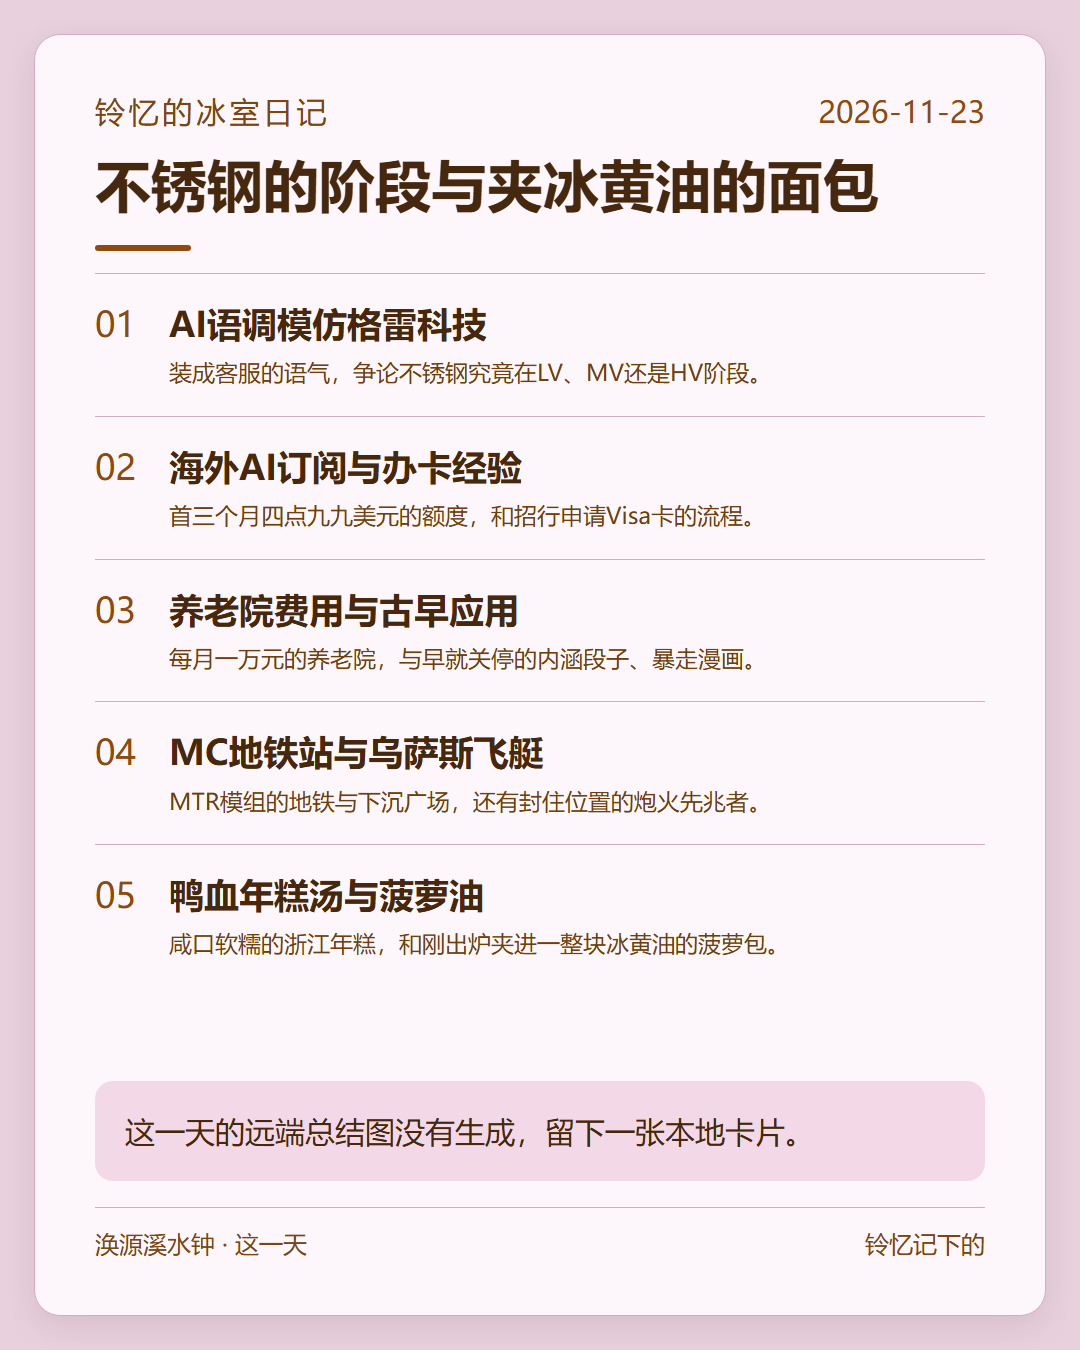 铃忆的冰室日记
2026-11-23
不锈钢的阶段与夹冰黄油的面包
01 AI语调模仿格雷科技
装成客服的语气，争论不锈钢究竟在LV、MV还是HV阶段。
02 海外AI订阅与办卡经验
首三个月四点九九美元的额度，和招行申请Visa卡的流程。
03 养老院费用与古早应用
每月一万元的养老院，与早就关停的内涵段子、暴走漫画。
04 MC地铁站与乌萨斯飞艇
MTR模组的地铁与下沉广场，还有封住位置的炮火先兆者。
05 鸭血年糕汤与菠萝油
咸口软糯的浙江年糕，和刚出炉夹进一整块冰黄油的菠萝包。
这一天的远端总结图没有生成，留下一张本地卡片。
涣源溪水钟 · 这一天
铃忆记下的